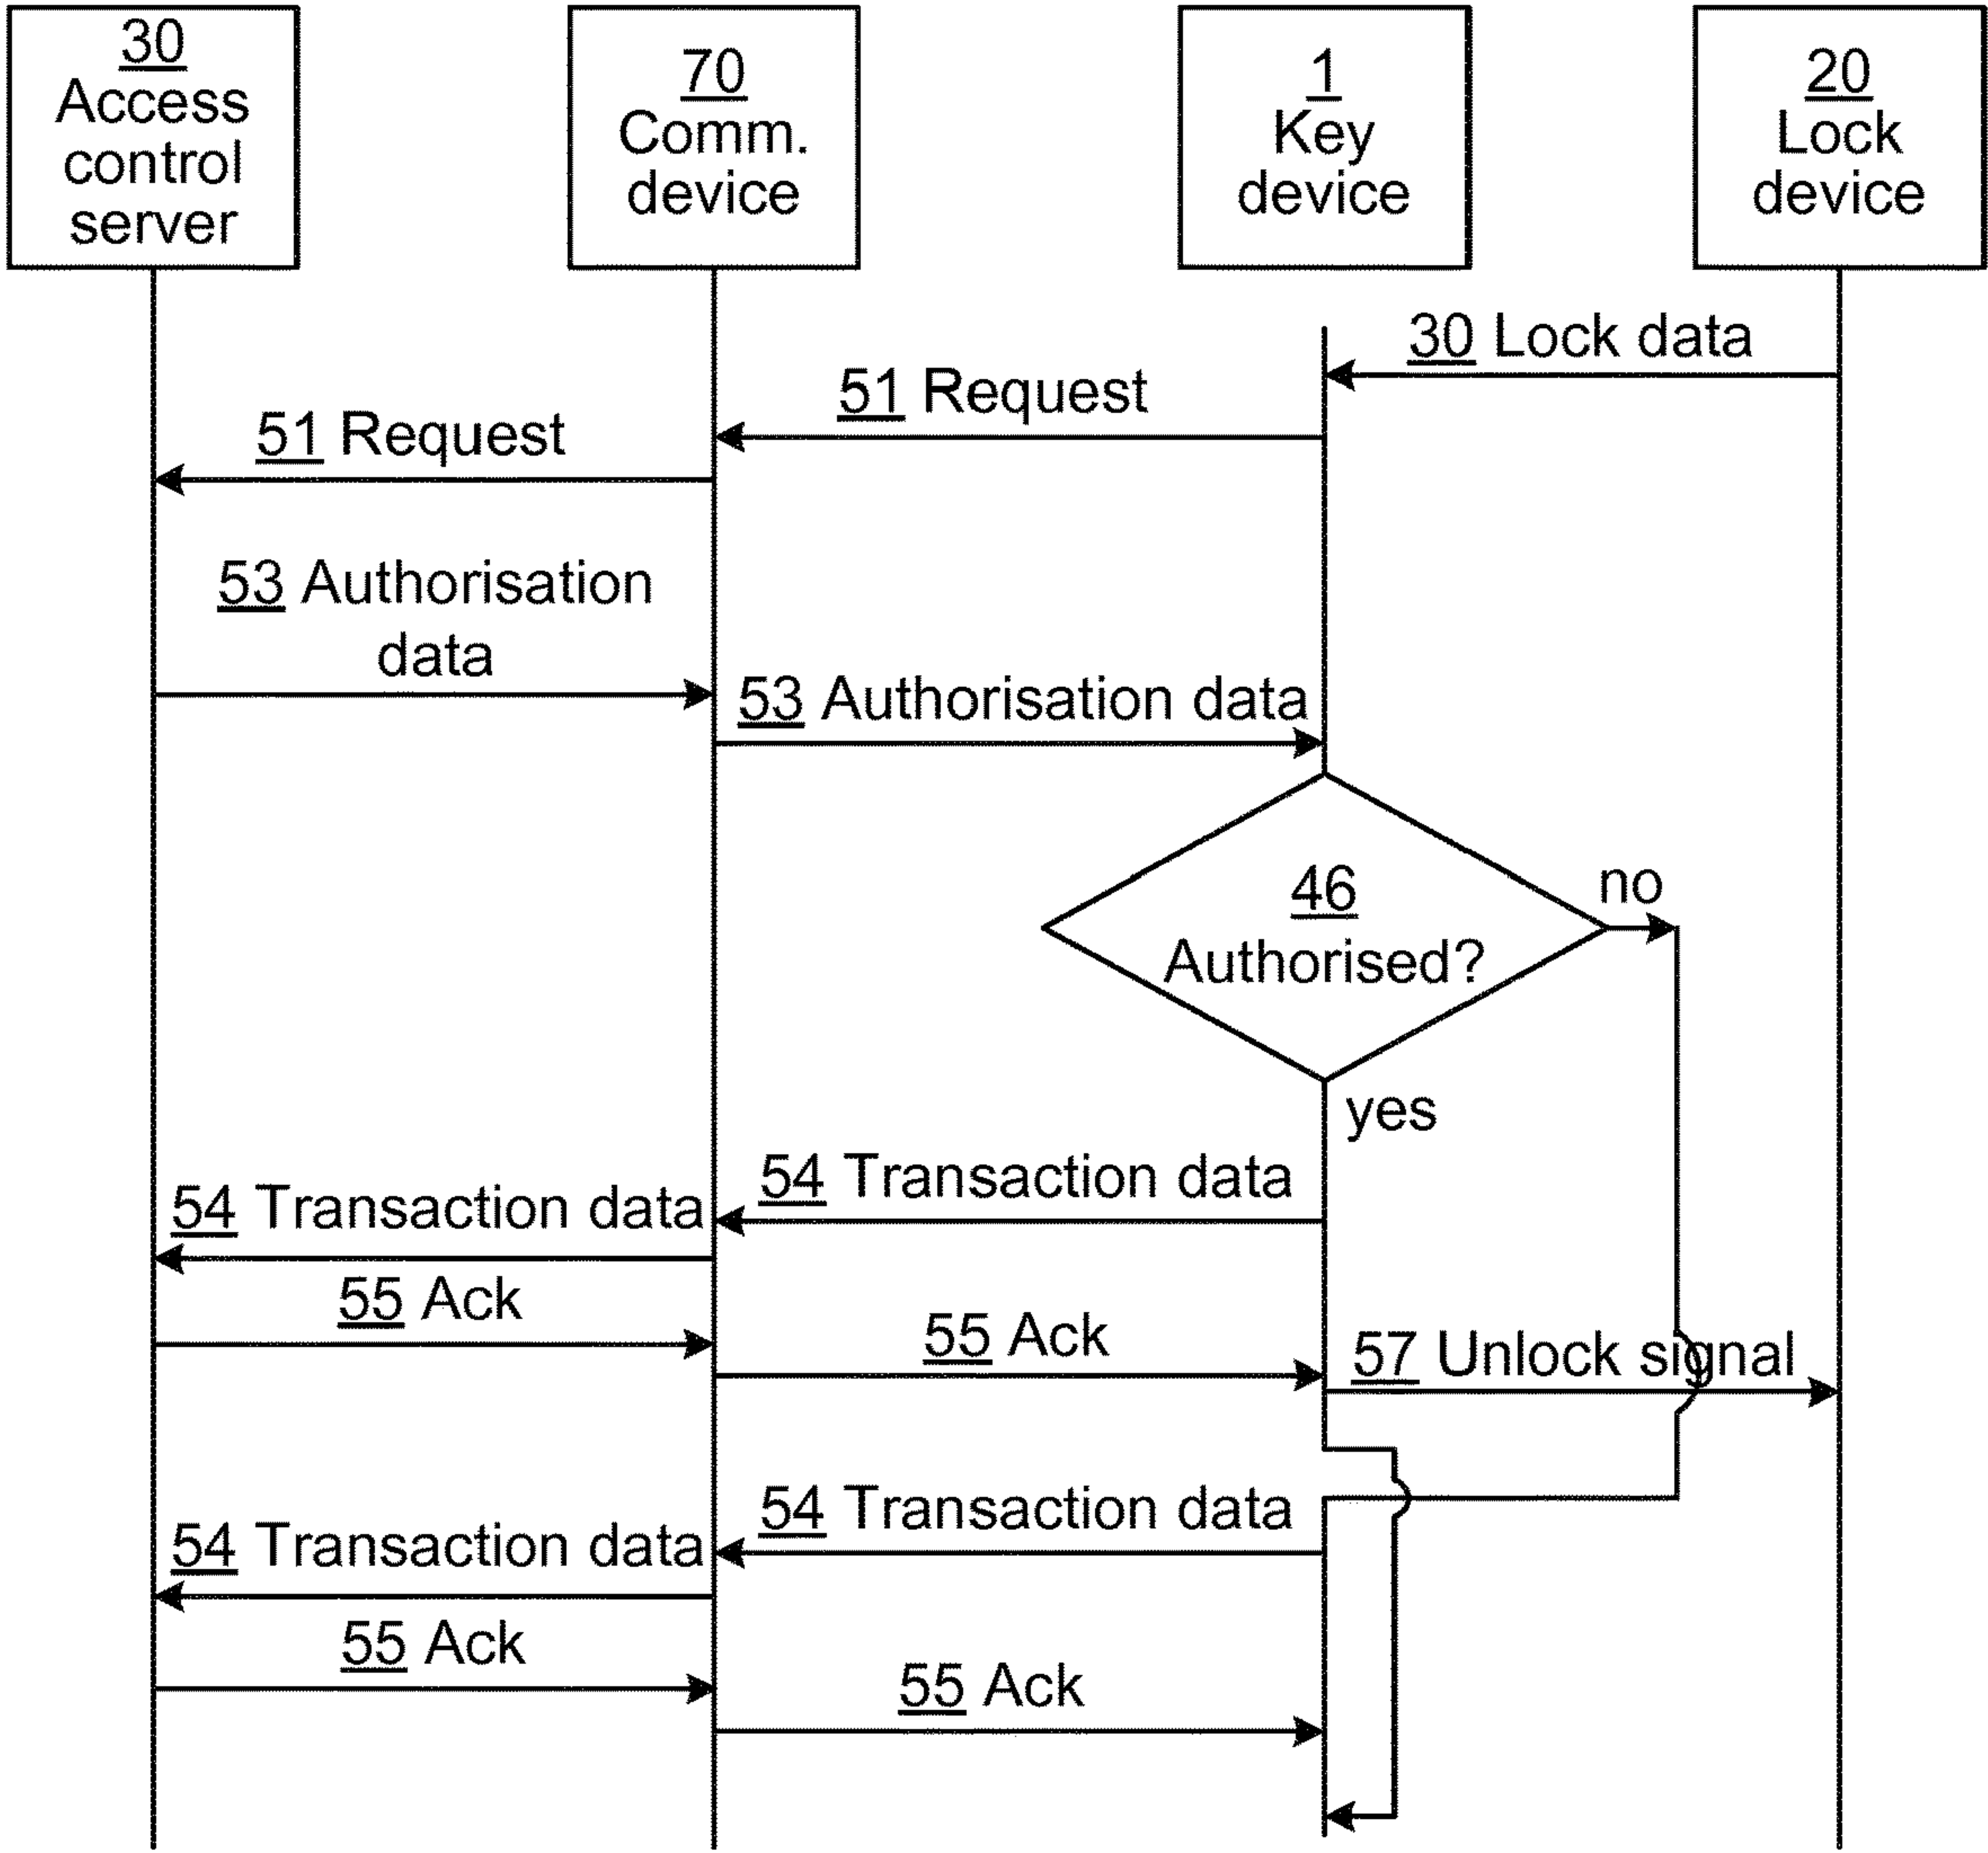 30
Access
control
server
70
Comm.
device
1
Key
device
20
Lock
device
30 Lock data
51 Request
51 Request
53 Authorisation
data
53 Authorisation data
46
Authorised?
no
yes
54 Transaction data
54 Transaction data
55 Ack
55 Ack
57 Unlock signal
54 Transaction data
54 Transaction data
55 Ack
55 Ack